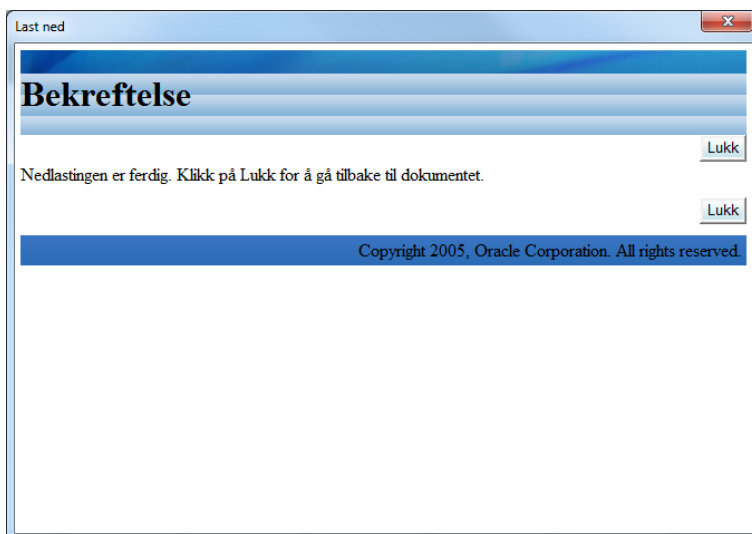 Last ned
Bekreftelse
Lukk
Nedlastingen er ferdig. Klikk på Lukk for å gå tilbake til dokumentet.
Lukk
Copyright 2005, Oracle Corporation. All rights reserved.